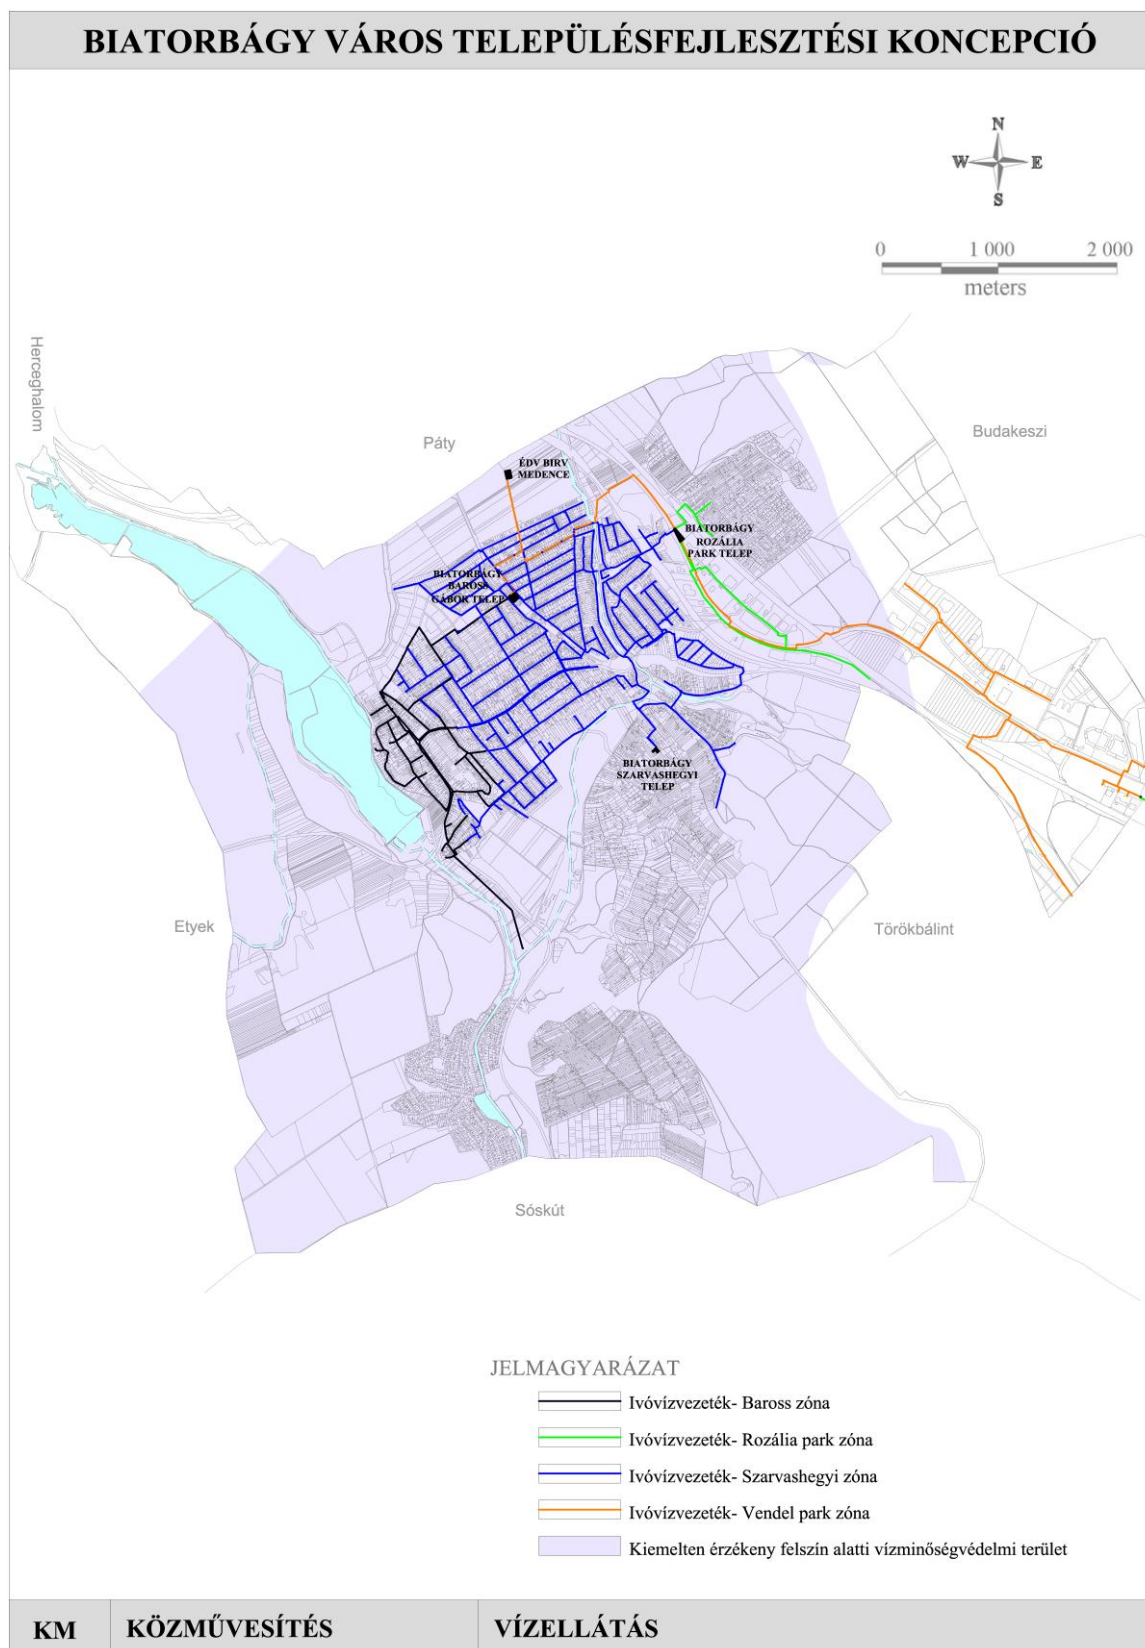 BIATORBÁGY VÁROS TELEPÜLÉSFEJLESZTÉSI KONCEPCIÓ
N
W E
S
0 1 000 2 000
meters
Herceghalom
Páty
Budakeszi
ÉDV BIRV
MEDENCE
BIATORBÁGY
ROZÁLIA
PARK TELEP
BIATORBÁGY
BAROSS
GÁBOR TELEP
BIATORBÁGY
SZARVASHEGYI
TELEP
Etyek
Törökbálint
Sóskút
JELMAGYARÁZAT
Ivóvízvezeték- Baross zóna
Ivóvízvezeték- Rozália park zóna
Ivóvízvezeték- Szarvashegyi zóna
Ivóvízvezeték- Vendel park zóna
Kiemelten érzékeny felszín alatti vízminőségvédelmi terület
KM KÖZMŰVESÍTÉS VÍZELLÁTÁS